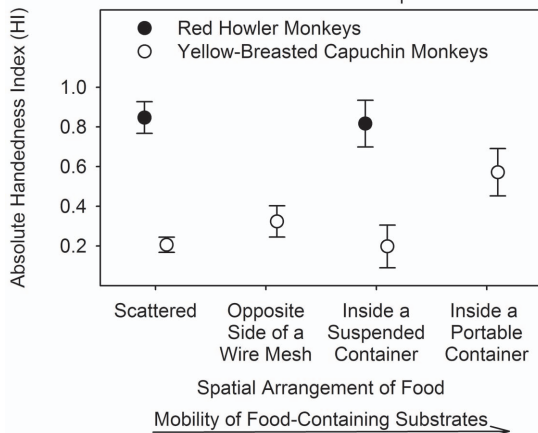 Red Howler Monkeys
Yellow-Breasted Capuchin Monkeys
Absolute Handedness Index (HI)
1.0
0.8
0.6
0.4
0.2
Scattered
Opposite
Side of a
Wire Mesh
Inside a
Suspended
Container
Inside a
Portable
Container
Spatial Arrangement of Food
Mobility of Food-Containing Substrates